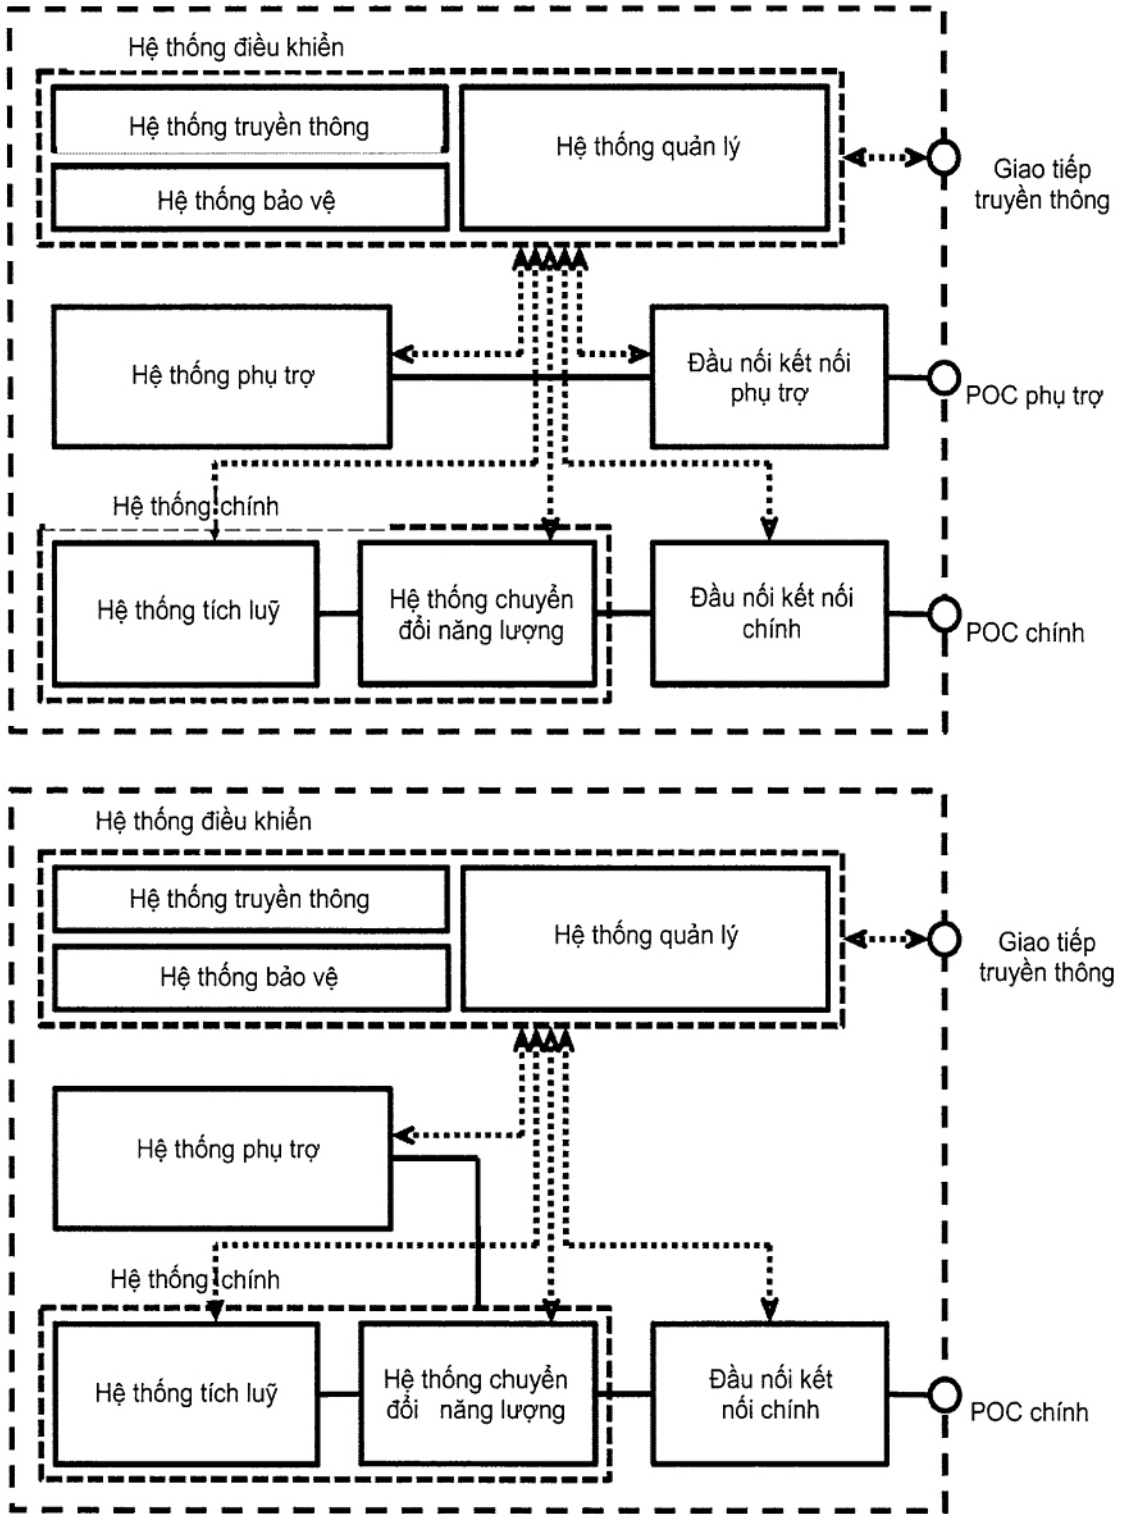 Hệ thống điều khiển
Hệ thống truyền thông
Hệ thống quản lý
Hệ thống bảo vệ
Giao tiếp
truyền thông
Hệ thống phụ trợ
Đầu nối kết nối
phụ trợ
POC phụ trợ
Hệ thống chính
Hệ thống tích luỹ
Hệ thống chuyển
đổi năng lượng
Đầu nối kết nối
chính
POC chính
Hệ thống điều khiển
Hệ thống truyền thông
Hệ thống quản lý
Hệ thống bảo vệ
Giao tiếp
truyền thông
Hệ thống phụ trợ
Hệ thống chính
Hệ thống tích luỹ
Hệ thống chuyển
đổi năng lượng
Đầu nối kết
nối chính
POC chính